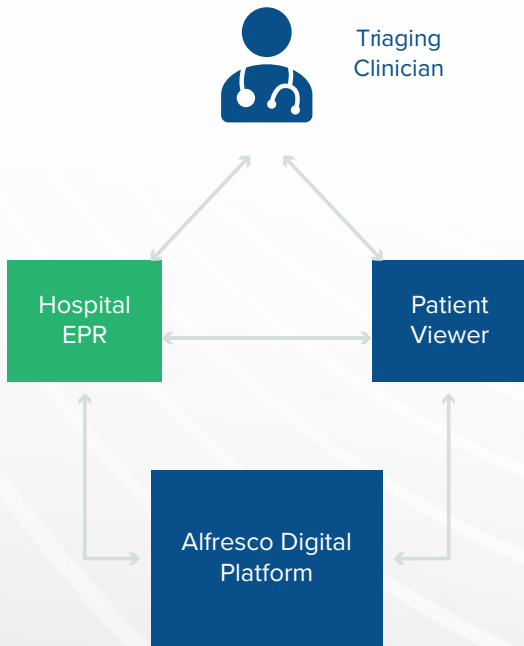 Triaging
Clinician
Hospital
EPR
Patient
Viewer
Alfresco Digital
Platform